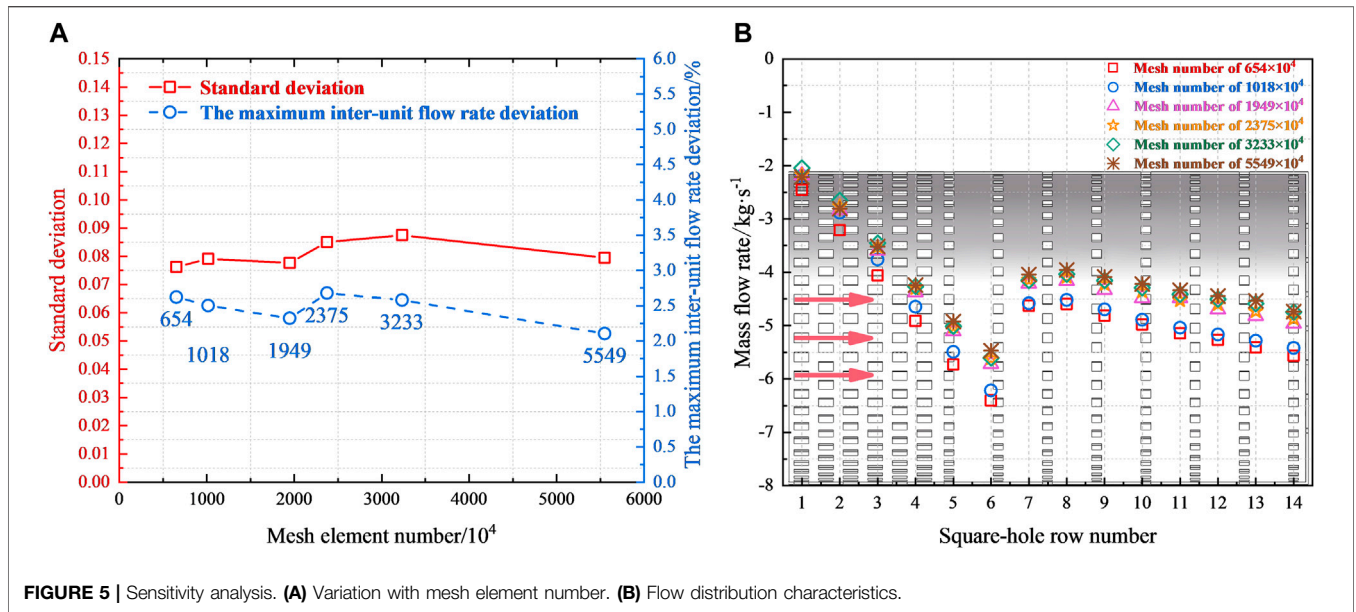 A
0.15
0.14
0.13
0.12
0.11
0.10
0.09
0.08
0.07
0.06
0.05
0.04
0.03
0.02
0.01
0.00
Standard deviation
Standard deviation
The maximum inter-unit flow rate deviation
654
1018
1949
2375
3233
5549
6.0
5.5
5.0
4.5
4.0
3.5
3.0
2.5
2.0
1.5
1.0
0.5
0.0
The maximum inter-unit flow rate deviation/%
0 1000 2000 3000 4000 5000 6000
Mesh element number/10⁴
B
-0
-1
-2
-3
-4
-5
-6
-7
-8
Mass flow rate/kg·s⁻¹
Mesh number of 654×10⁴
Mesh number of 1018×10⁴
Mesh number of 1949×10⁴
Mesh number of 2375×10⁴
Mesh number of 3233×10⁴
Mesh number of 5549×10⁴
1 2 3 4 5 6 7 8 9 10 11 12 13 14
Square-hole row number
FIGURE 5 | Sensitivity analysis. (A) Variation with mesh element number. (B) Flow distribution characteristics.